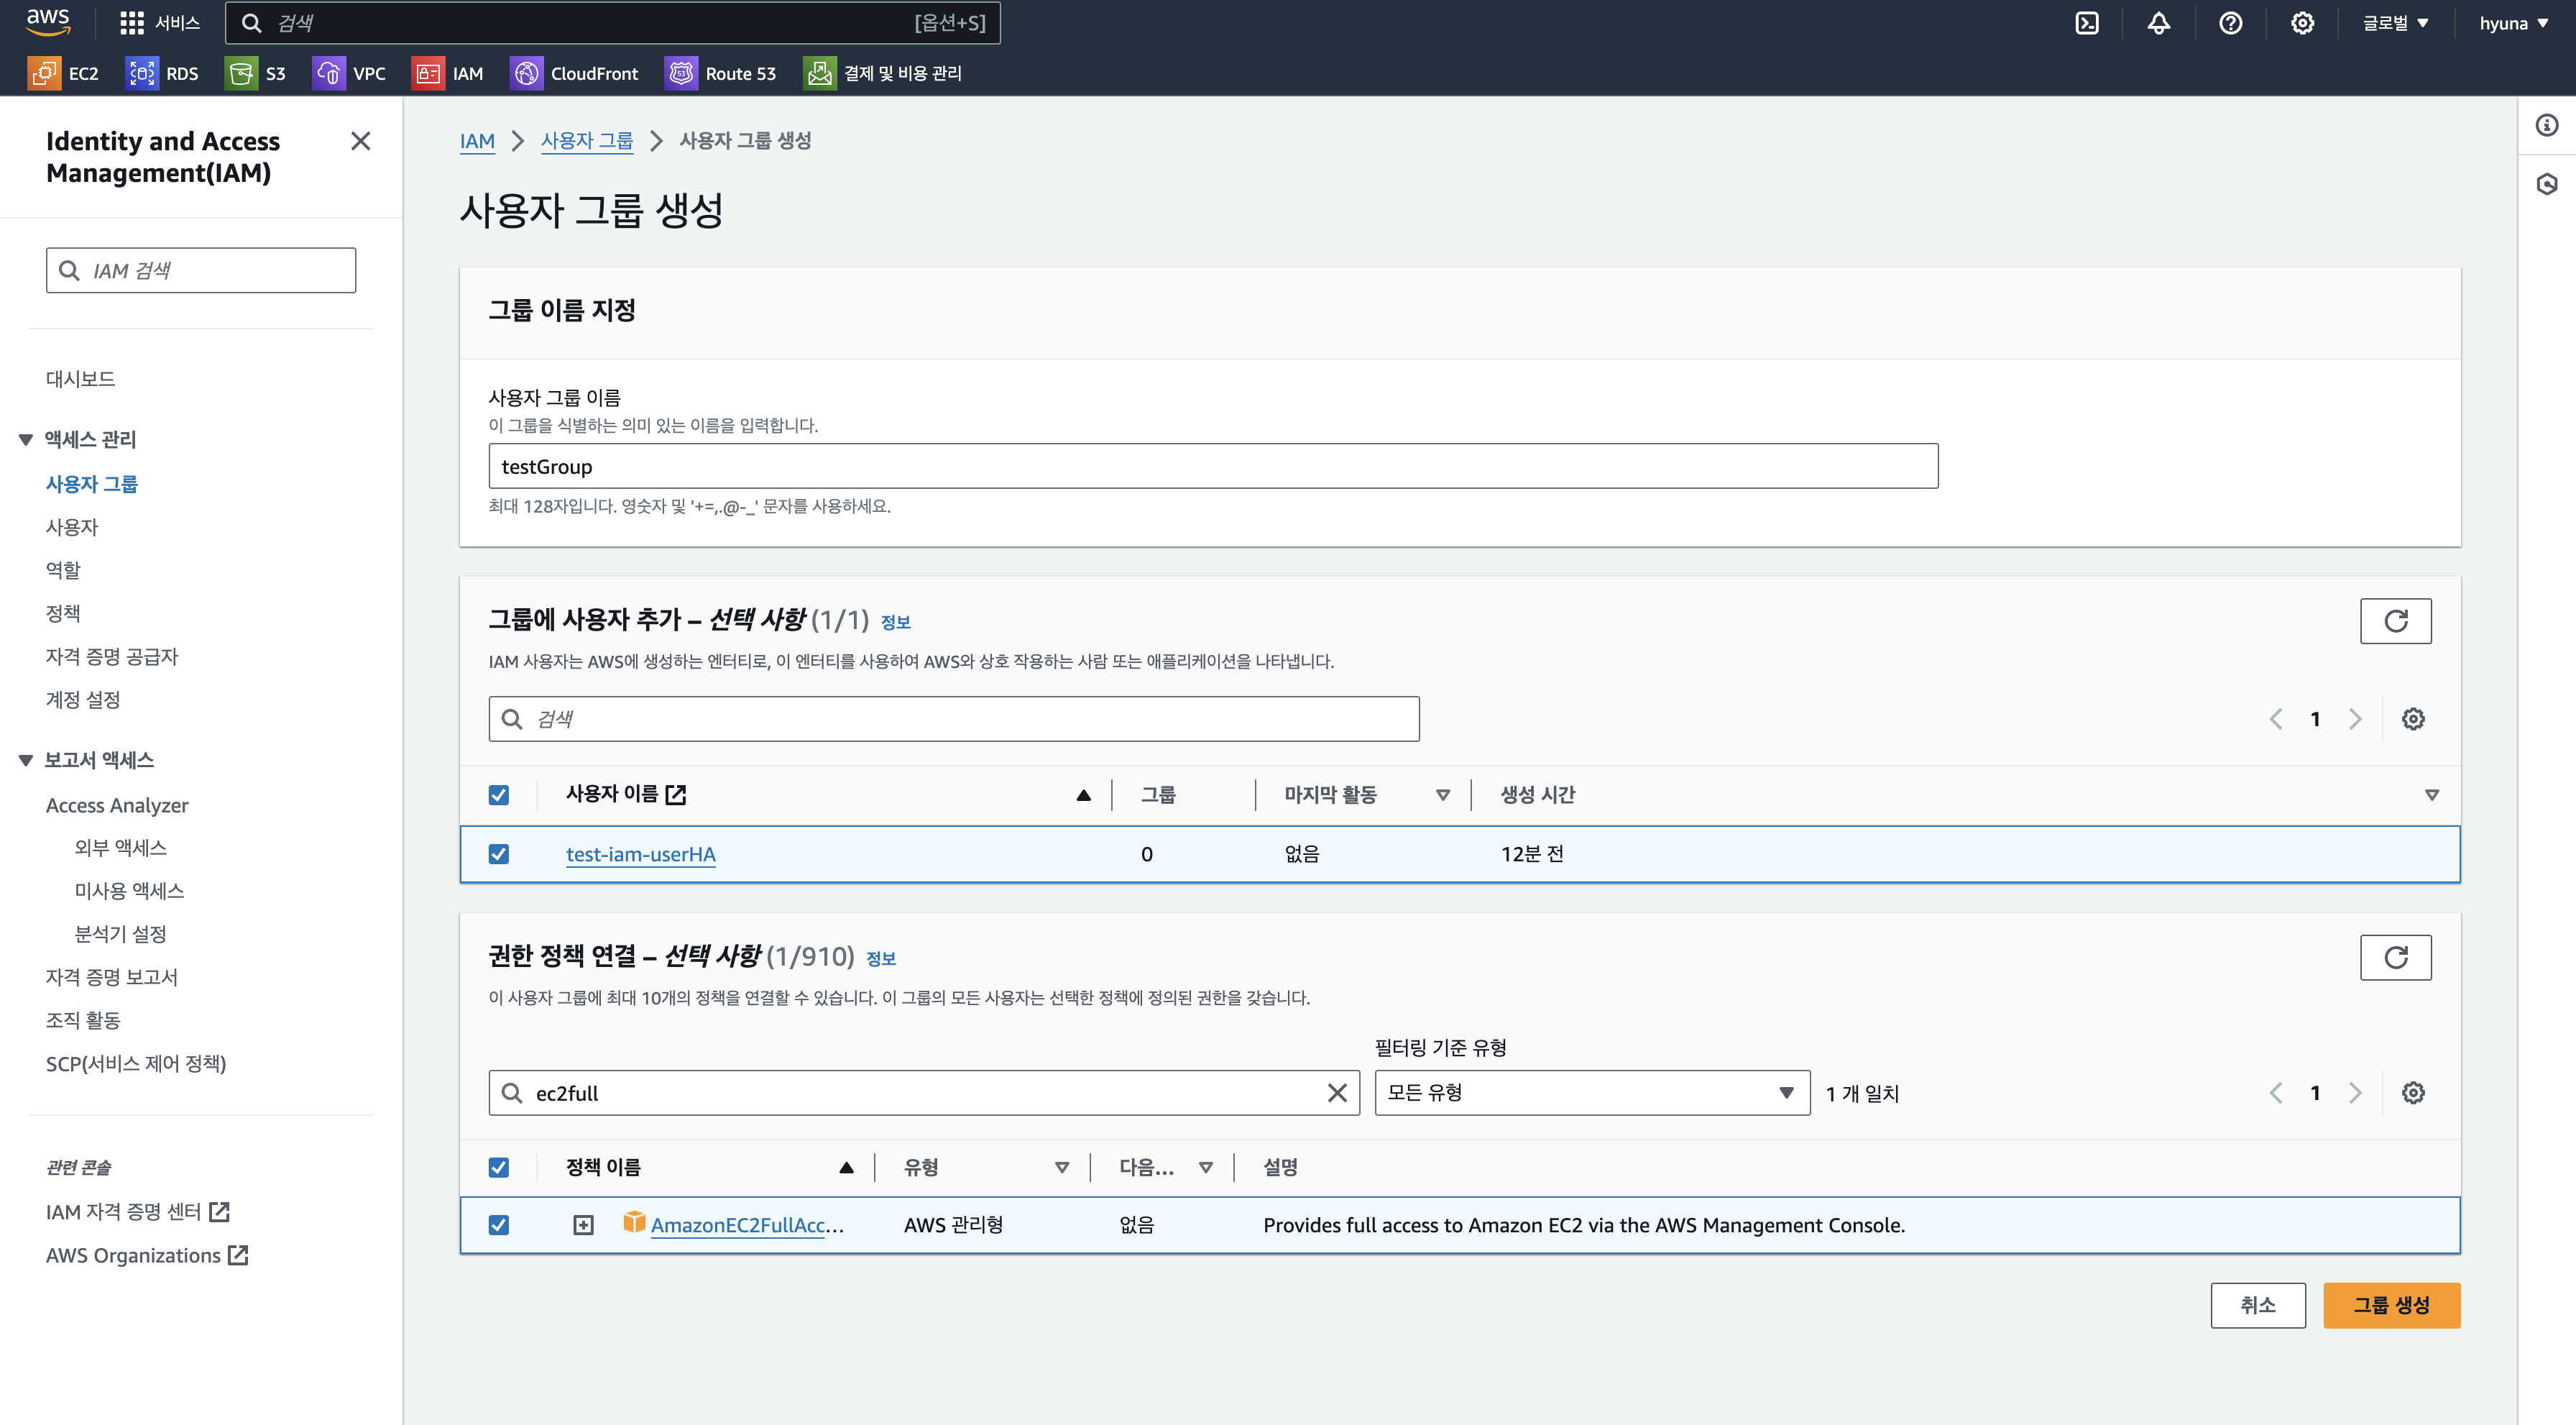 aws
서비스
검색
[옵션+S]
글로벌
hyuna
EC2
RDS
S3
VPC
IAM
CloudFront
Route 53
결제 및 비용 관리
Identity and Access
Management(IAM)
IAM 검색
대시보드
액세스 관리
사용자 그룹
사용자
역할
정책
자격 증명 공급자
계정 설정
보고서 액세스
Access Analyzer
외부 액세스
미사용 액세스
분석기 설정
자격 증명 보고서
조직 활동
SCP(서비스 제어 정책)
관련 콘솔
IAM 자격 증명 센터
AWS Organizations
IAM
사용자 그룹
사용자 그룹 생성
사용자 그룹 생성
그룹 이름 지정
사용자 그룹 이름
이 그룹을 식별하는 의미 있는 이름을 입력합니다.
testGroup
최대 128자입니다. 영숫자 및 '+=,.@-_' 문자를 사용하세요.
그룹에 사용자 추가 – 선택 사항 (1/1) 정보
IAM 사용자는 AWS에 생성하는 엔터티로, 이 엔터티를 사용하여 AWS와 상호 작용하는 사람 또는 애플리케이션을 나타냅니다.
검색
1
사용자 이름
그룹
마지막 활동
생성 시간
test-iam-userHA
0
없음
12분 전
권한 정책 연결 – 선택 사항 (1/910) 정보
이 사용자 그룹에 최대 10개의 정책을 연결할 수 있습니다. 이 그룹의 모든 사용자는 선택한 정책에 정의된 권한을 갖습니다.
필터링 기준 유형
ec2full
모든 유형
1 개 일치
1
정책 이름
유형
다음...
설명
AmazonEC2FullAcc...
AWS 관리형
없음
Provides full access to Amazon EC2 via the AWS Management Console.
취소
그룹 생성